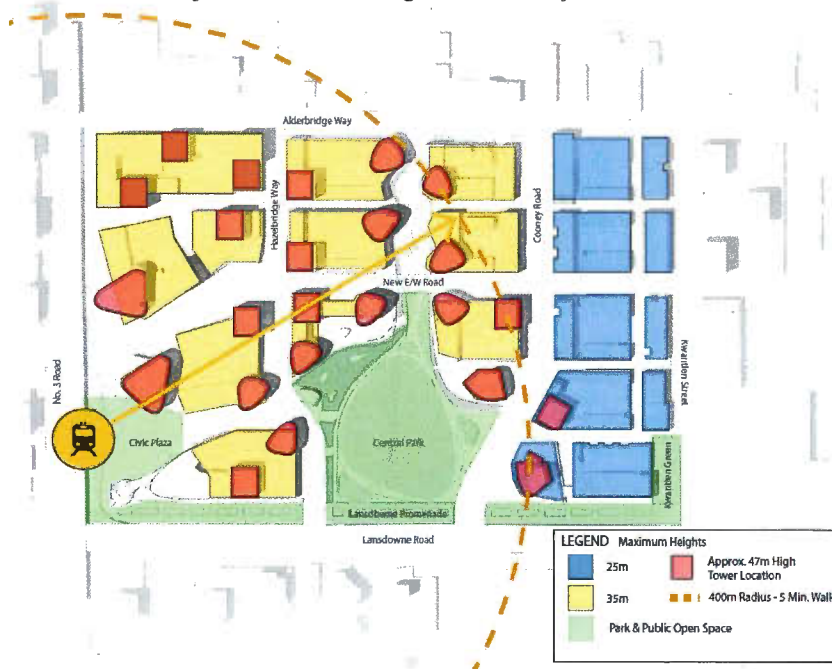 Alderbridge Way
Hazelbridge Way
Cooney Road
New E/W Road
No. 3 Road
Kwantlen Street
Civic Plaza
Central Park
Kwantlen Green
Lansdowne Promenade
Lansdowne Road
LEGEND Maximum Heights
25m
Approx. 47m High
Tower Location
35m
400m Radius - 5 Min. Walk
Park & Public Open Space